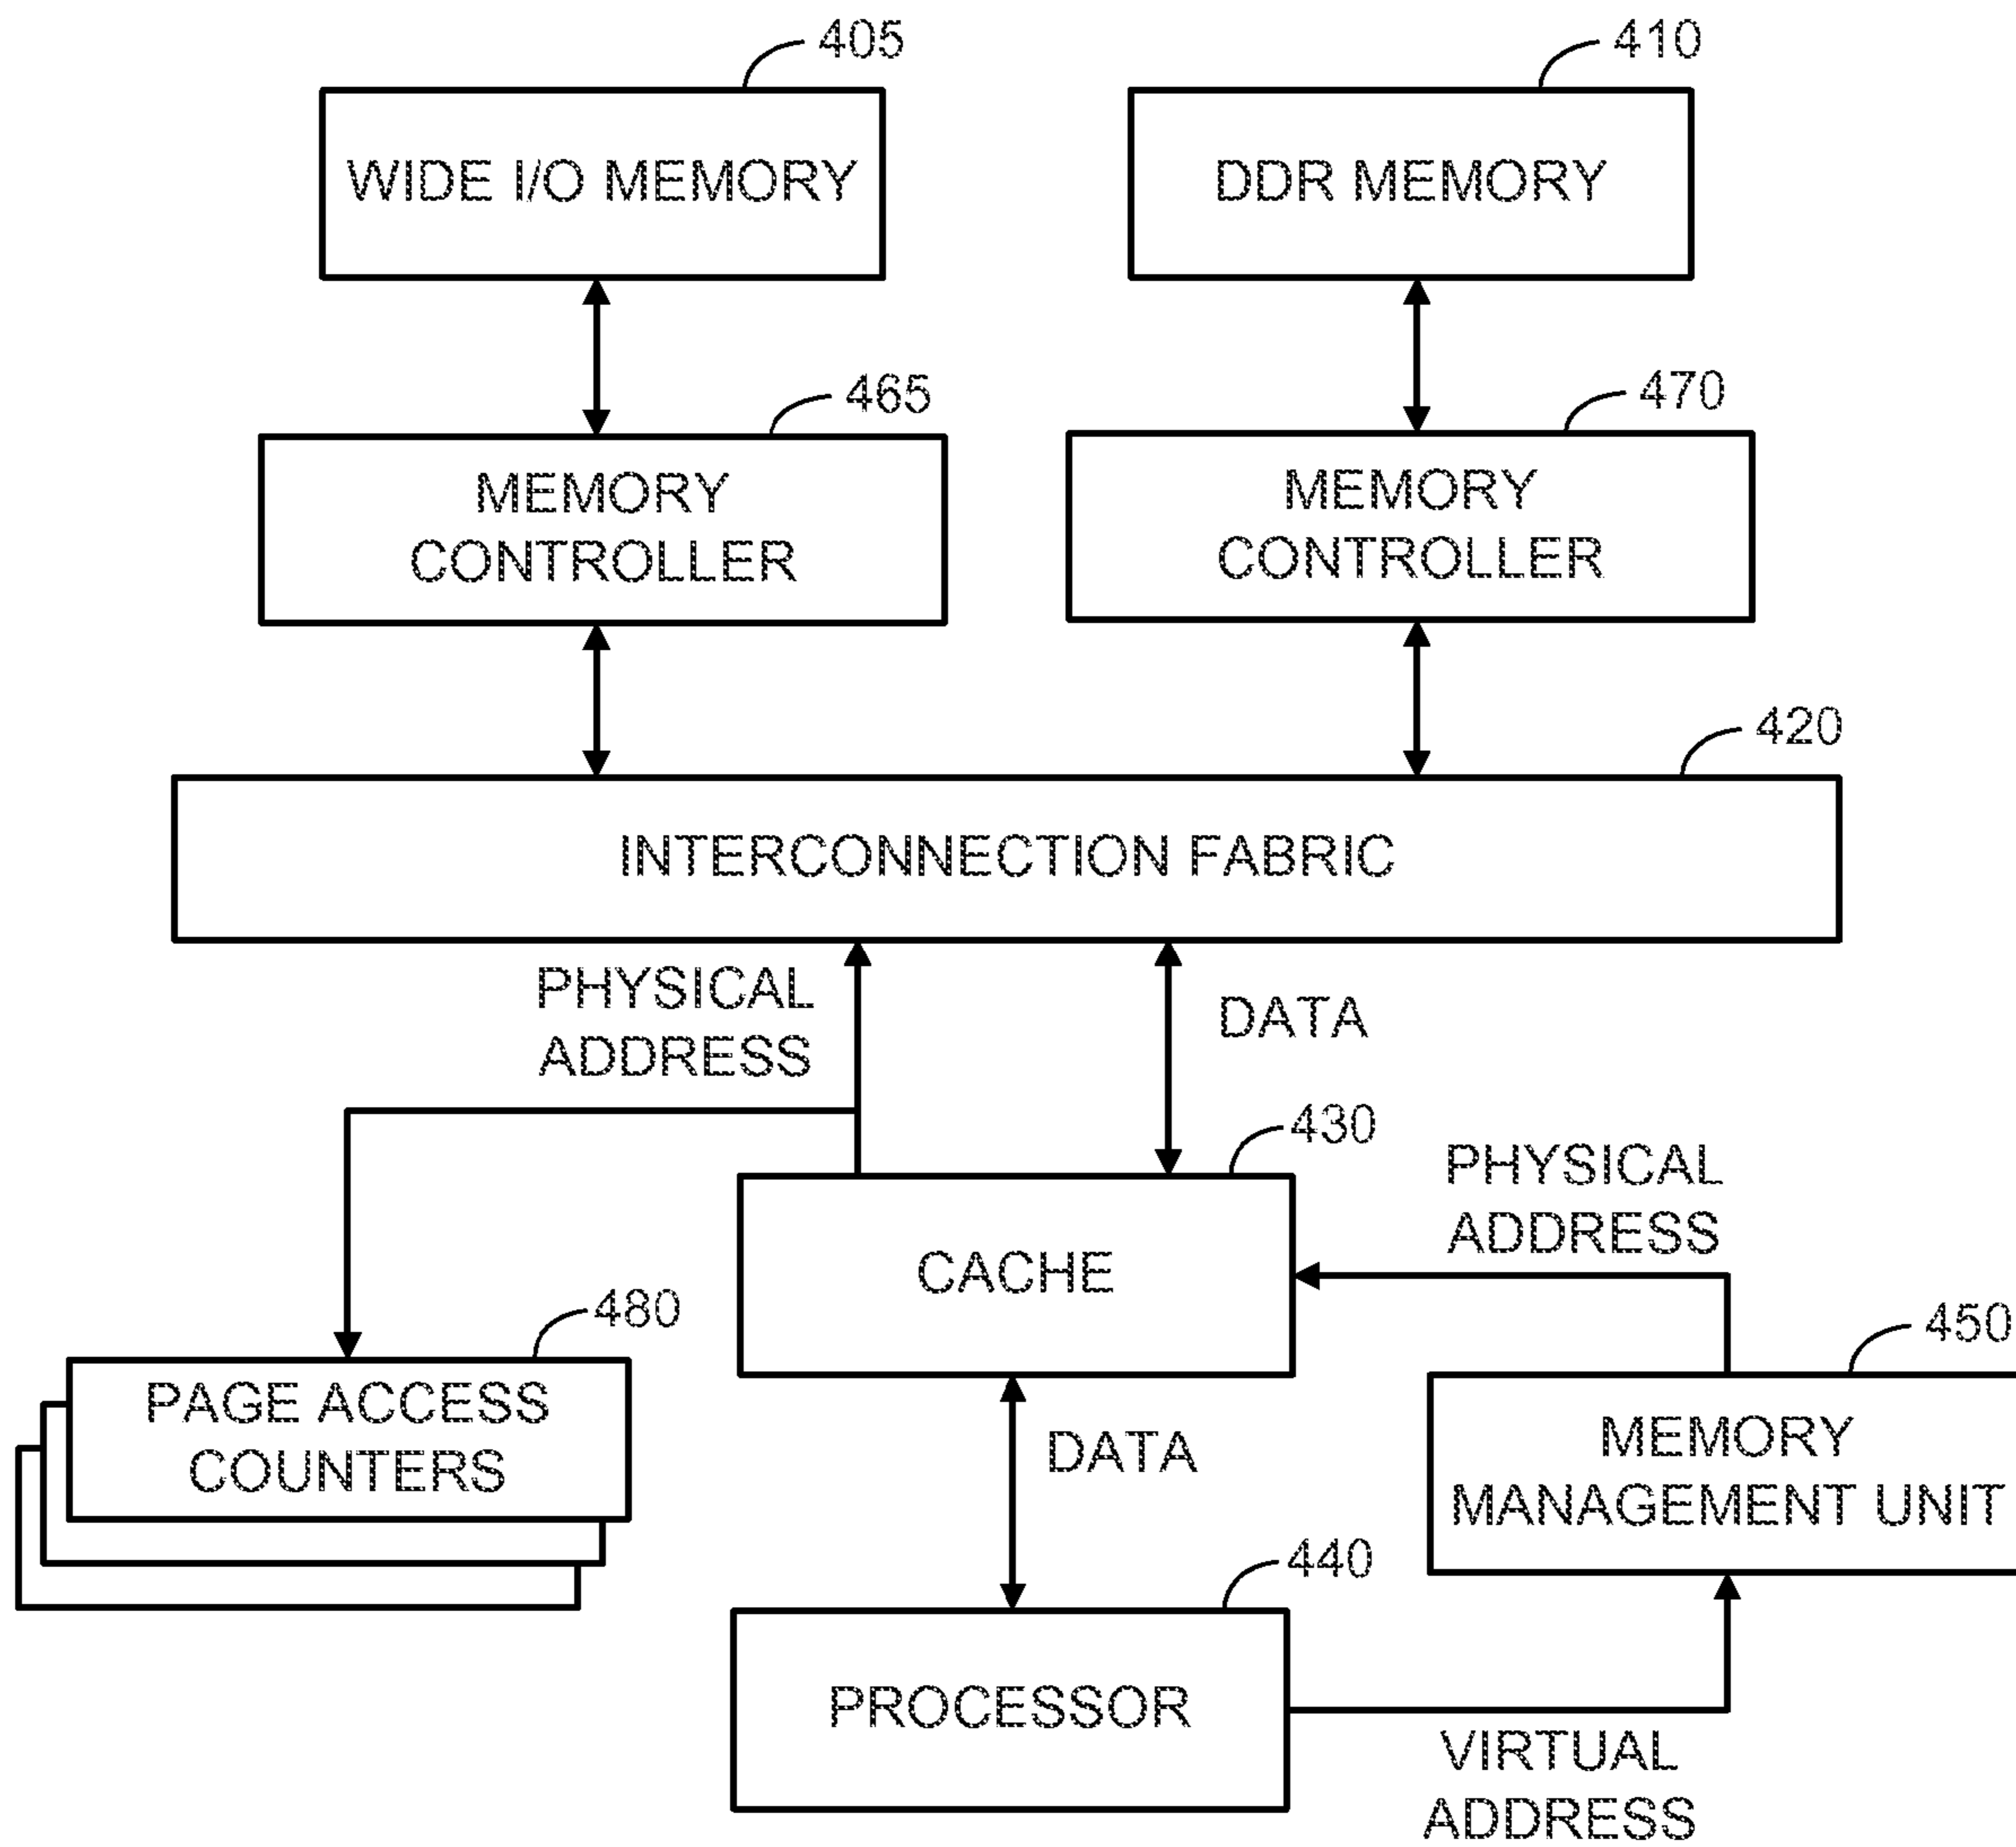 405
410
WIDE I/O MEMORY
DDR MEMORY
465
470
MEMORY
CONTROLLER
MEMORY
CONTROLLER
420
INTERCONNECTION FABRIC
PHYSICAL
ADDRESS
DATA
430
PHYSICAL
ADDRESS
CACHE
480
450
PAGE ACCESS
COUNTERS
DATA
MEMORY
MANAGEMENT UNIT
440
PROCESSOR
VIRTUAL
ADDRESS